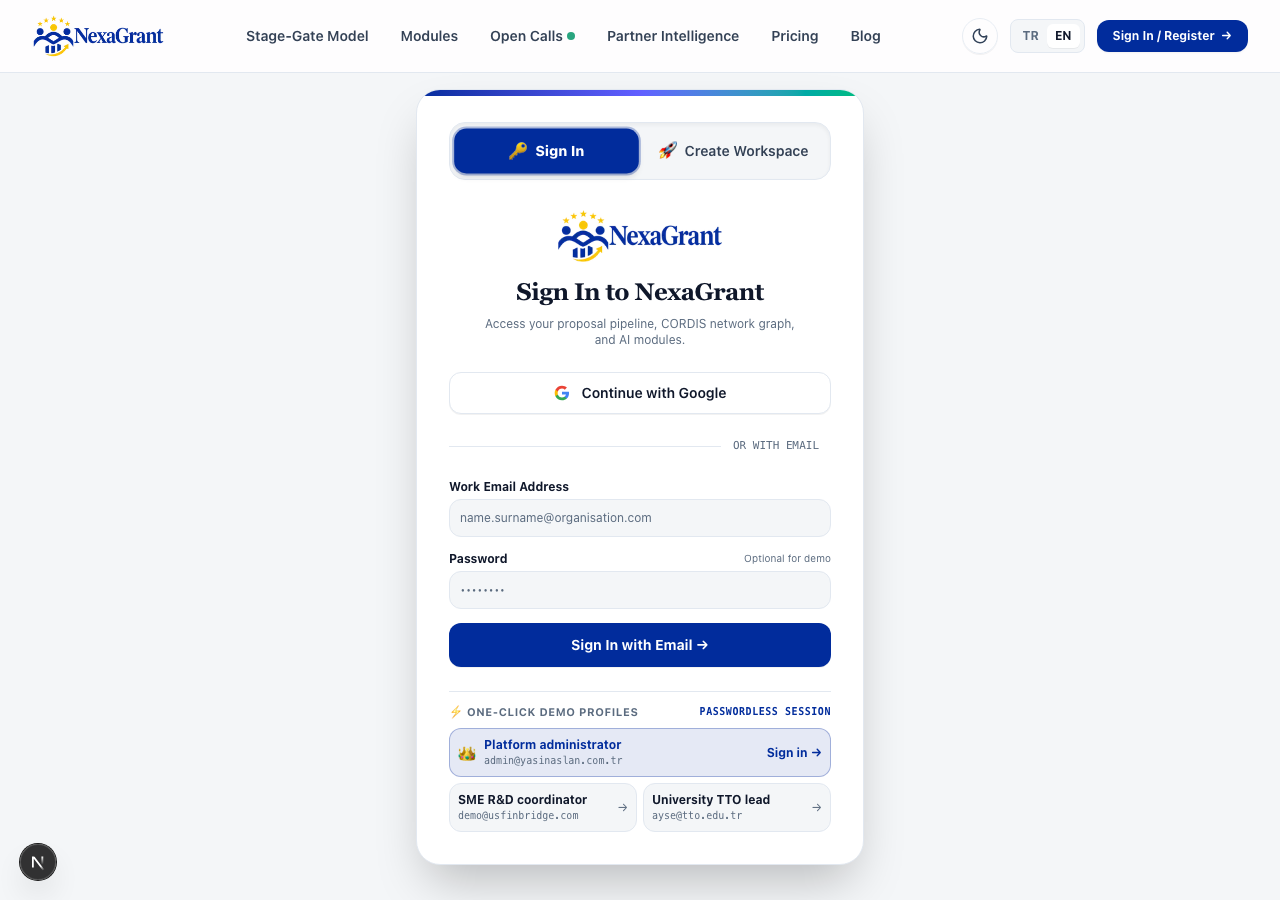 NexaGrant
Stage-Gate Model
Modules
Open Calls
Partner Intelligence
Pricing
Blog
TR
EN
Sign In / Register →
🔑 Sign In
🚀 Create Workspace
NexaGrant
Sign In to NexaGrant
Access your proposal pipeline, CORDIS network graph,
and AI modules.
Continue with Google
OR WITH EMAIL
Work Email Address
name.surname@organisation.com
Password
Optional for demo
••••••••
Sign In with Email →
⚡ ONE-CLICK DEMO PROFILES
PASSWORDLESS SESSION
Platform administrator
admin@yasinaslan.com.tr
Sign in →
SME R&D coordinator
demo@usfinbridge.com
→
University TTO lead
ayse@tto.edu.tr
→
N